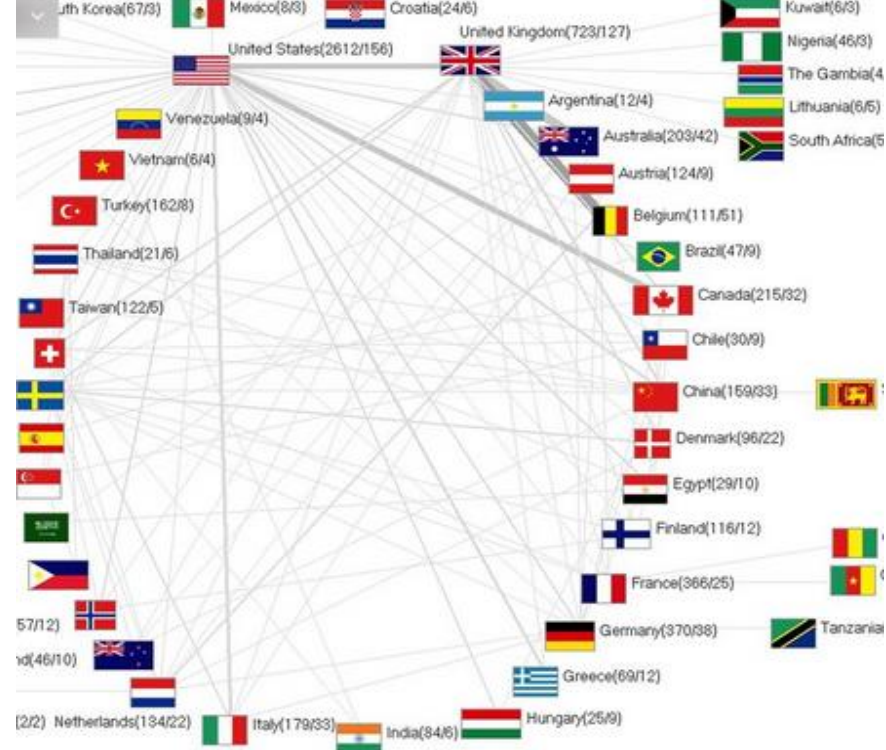 uth Korea(67/3)
Mexico(8/3)
Croatia(24/6)
Kuwait(6/3)
United States(2612/156)
United Kingdom(723/127)
Nigeria(46/3)
The Gambia(4
Argentina(12/4)
Lithuania(6/5)
Venezuela(9/4)
Australia(203/42)
South Africa(5
Vietnam(6/4)
Austria(124/9)
Turkey(162/8)
Belgium(111/51)
Thailand(21/6)
Brazil(47/9)
Taiwan(122/5)
Canada(215/32)
Chile(30/9)
China(159/33)
Denmark(96/22)
Egypt(29/10)
Finland(116/12)
France(366/25)
57/12)
Germany(370/38)
Tanzania
nd(46/10)
Greece(69/12)
(2/2)
Netherlands(134/22)
Italy(179/33)
India(84/6)
Hungary(25/9)